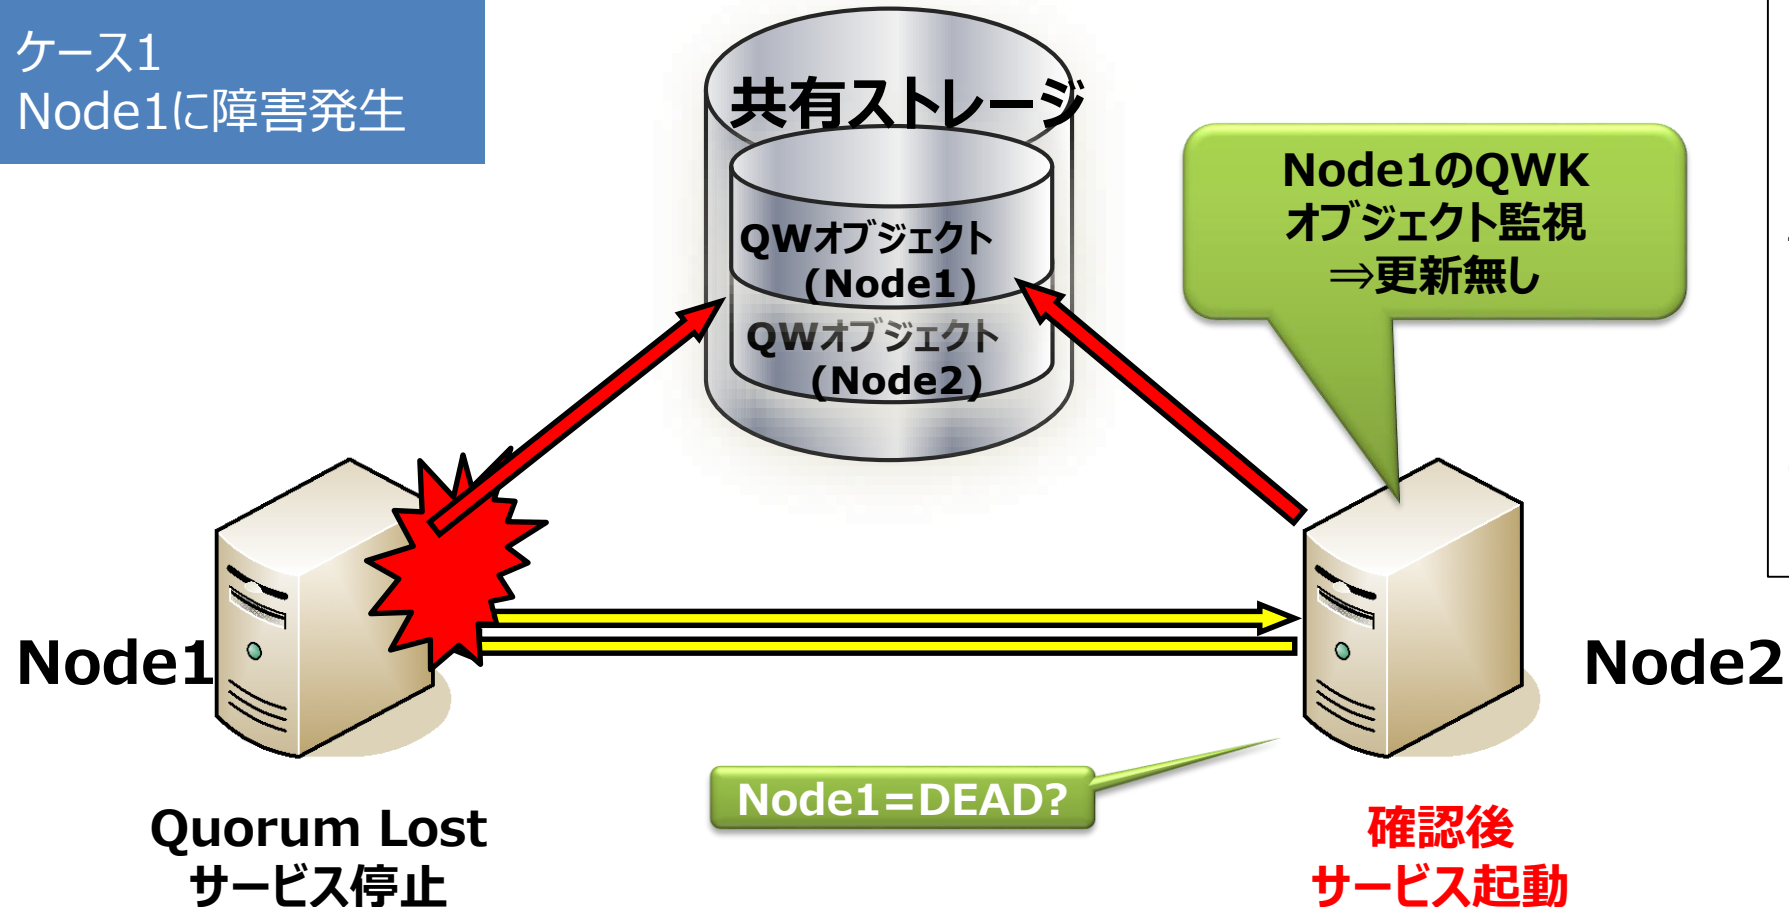 ケース1
Node1に障害発生
共有ストレージ
QWオブジェクト
(Node1)
QWオブジェクト
(Node2)
Node1のQWK
オブジェクト監視
⇒更新無し
Node1
Node2
Node1=DEAD?
Quorum Lost
サービス停止
確認後
サービス起動